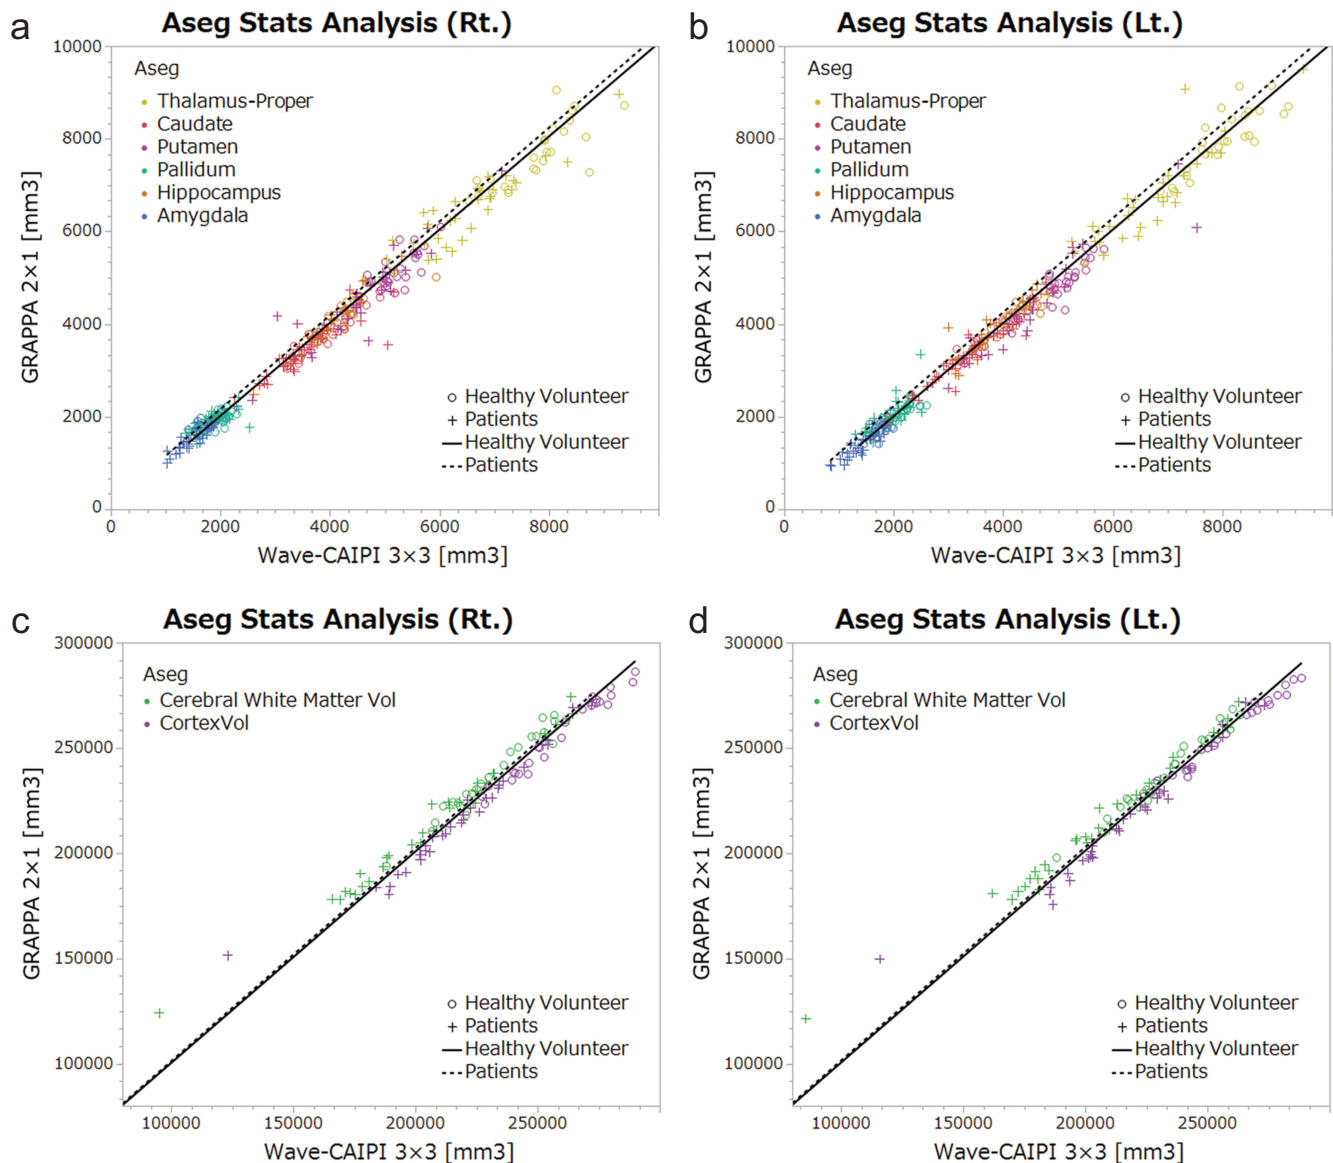 a
Aseg Stats Analysis (Rt.)
10000
8000
6000
4000
2000
0
GRAPPA 2×1 [mm3]
Aseg
Thalamus-Proper
Caudate
Putamen
Pallidum
Hippocampus
Amygdala
Healthy Volunteer
Patients
Healthy Volunteer
Patients
0 2000 4000 6000 8000
Wave-CAIPI 3×3 [mm3]
b
Aseg Stats Analysis (Lt.)
10000
8000
6000
4000
2000
0
GRAPPA 2×1 [mm3]
Aseg
Thalamus-Proper
Caudate
Putamen
Pallidum
Hippocampus
Amygdala
Healthy Volunteer
Patients
Healthy Volunteer
Patients
0 2000 4000 6000 8000
Wave-CAIPI 3×3 [mm3]
c
Aseg Stats Analysis (Rt.)
300000
250000
200000
150000
100000
GRAPPA 2×1 [mm3]
Aseg
Cerebral White Matter Vol
CortexVol
Healthy Volunteer
Patients
Healthy Volunteer
Patients
100000 150000 200000 250000
Wave-CAIPI 3×3 [mm3]
d
Aseg Stats Analysis (Lt.)
300000
250000
200000
150000
100000
GRAPPA 2×1 [mm3]
Aseg
Cerebral White Matter Vol
CortexVol
Healthy Volunteer
Patients
Healthy Volunteer
Patients
100000 150000 200000 250000
Wave-CAIPI 3×3 [mm3]